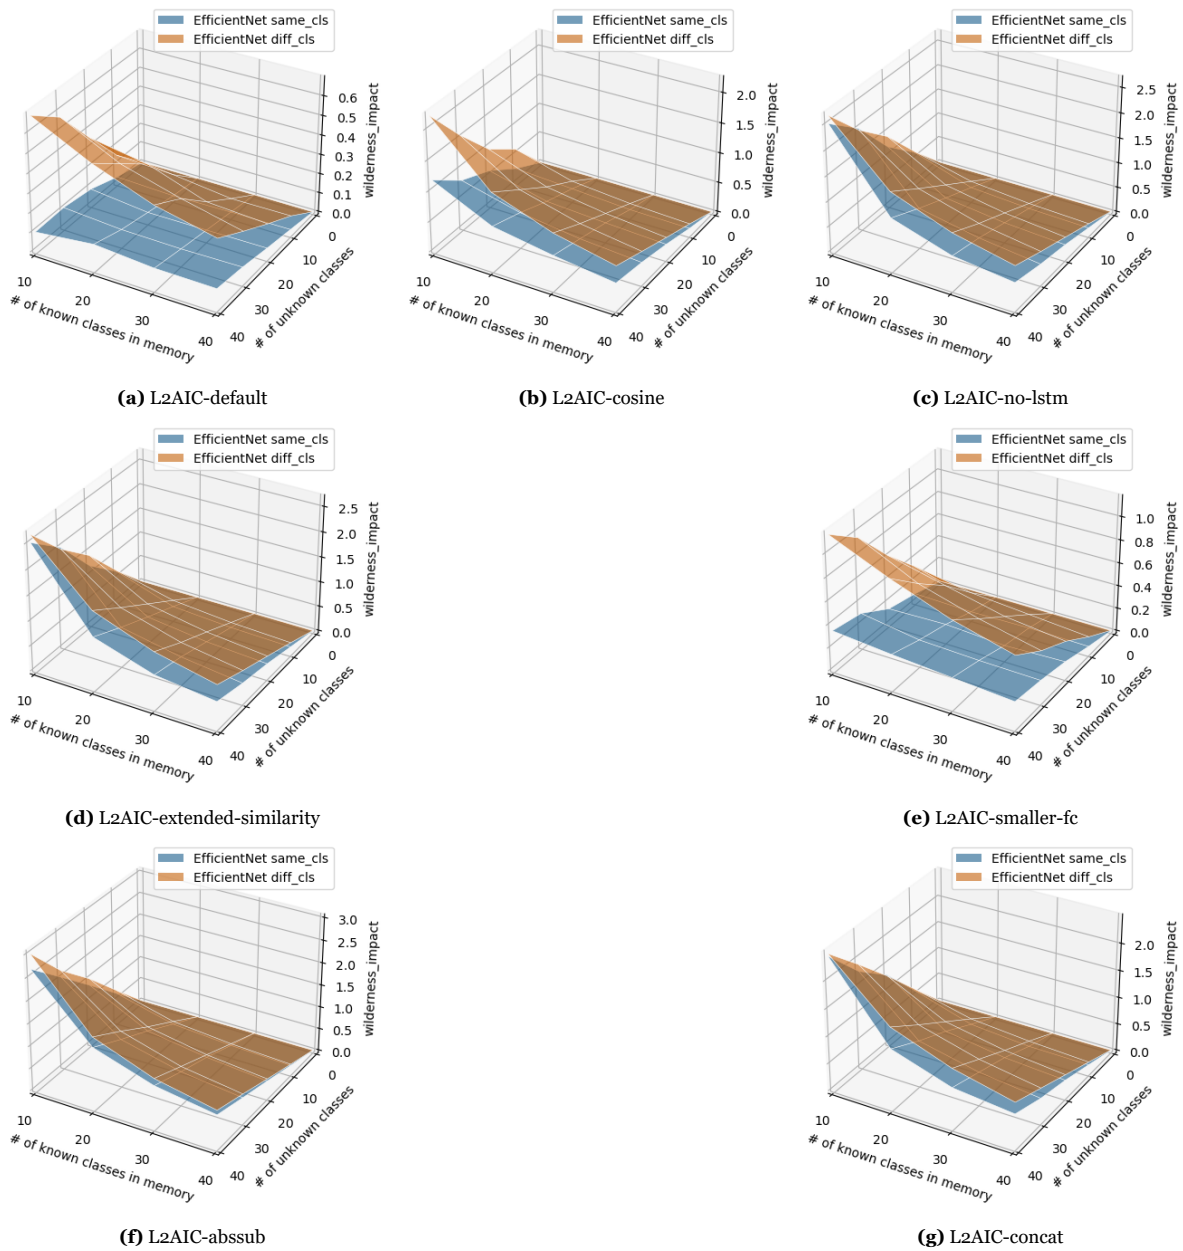 EfficientNet same_cls
EfficientNet diff_cls
0.6
0.5
0.4
0.3
0.2
0.1
0.0
wilderness_impact
10
20
30
40
# of known classes in memory
0
10
20
30
40
# of unknown classes
(a) L2AIC-default
EfficientNet same_cls
EfficientNet diff_cls
2.0
1.5
1.0
0.5
0.0
wilderness_impact
10
20
30
40
# of known classes in memory
0
10
20
30
40
# of unknown classes
(b) L2AIC-cosine
EfficientNet same_cls
EfficientNet diff_cls
2.5
2.0
1.5
1.0
0.5
0.0
wilderness_impact
10
20
30
40
# of known classes in memory
0
10
20
30
40
# of unknown classes
(c) L2AIC-no-lstm
EfficientNet same_cls
EfficientNet diff_cls
2.5
2.0
1.5
1.0
0.5
0.0
wilderness_impact
10
20
30
40
# of known classes in memory
0
10
20
30
40
# of unknown classes
(d) L2AIC-extended-similarity
EfficientNet same_cls
EfficientNet diff_cls
1.0
0.8
0.6
0.4
0.2
0.0
wilderness_impact
10
20
30
40
# of known classes in memory
0
10
20
30
40
# of unknown classes
(e) L2AIC-smaller-fc
EfficientNet same_cls
EfficientNet diff_cls
3.0
2.5
2.0
1.5
1.0
0.5
0.0
wilderness_impact
10
20
30
40
# of known classes in memory
0
10
20
30
40
# of unknown classes
(f) L2AIC-abssub
EfficientNet same_cls
EfficientNet diff_cls
2.0
1.5
1.0
0.5
0.0
wilderness_impact
10
20
30
40
# of known classes in memory
0
10
20
30
40
# of unknown classes
(g) L2AIC-concat